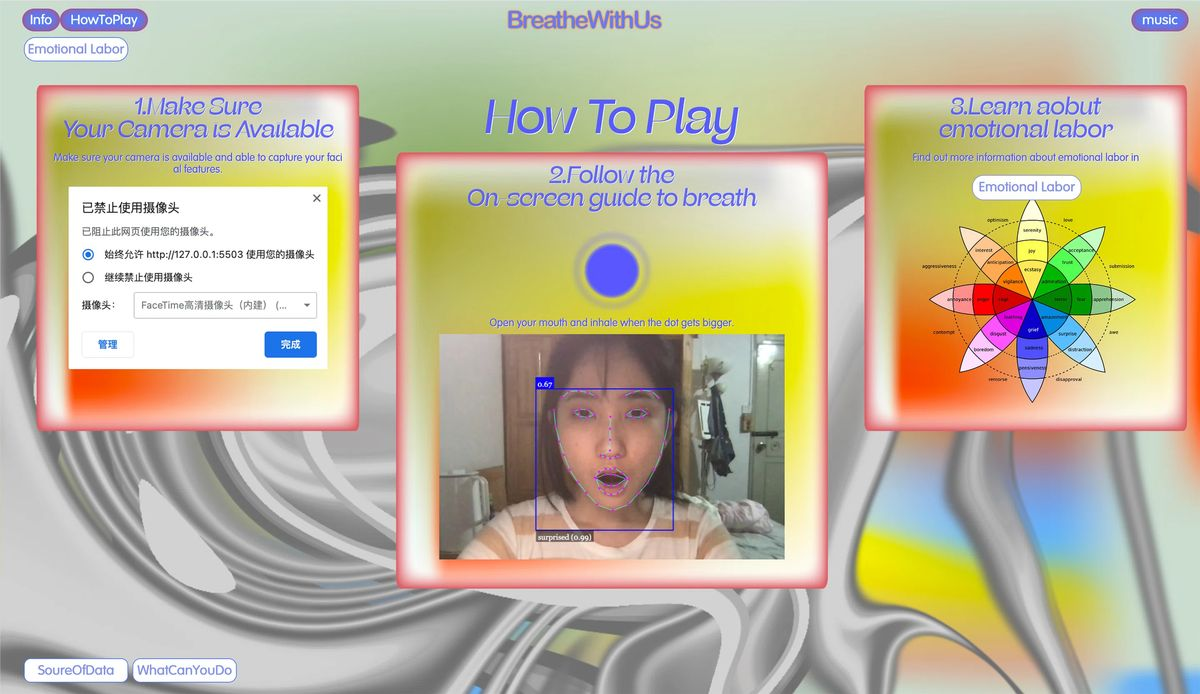 Info
HowToPlay
BreatheWithUs
music
Emotional Labor
How To Play
1.Make Sure
Your Camera is Available
Make sure your camera is available and able to capture your faci
al features.
已禁止使用摄像头
已阻止此网页使用您的摄像头。
始终允许 http://127.0.0.1:5503 使用您的摄像头
继续禁止使用摄像头
摄像头：
FaceTime高清摄像头（内建） (...
管理
完成
2.Follow the
On-screen guide to breath
Open your mouth and inhale when the dot gets bigger.
0.67
surprised (0.99)
3.Learn aobut
emotional labor
Find out more information about emotional labor in
Emotional Labor
optimism
love
serenity
interest
joy
acceptance
anticipation
trust
aggressiveness
ecstasy
submission
vigilance
admiration
annoyance
anger
rage
terror
fear
apprehension
loathing
amazement
contempt
grief
awe
disgust
surprise
boredom
sadness
distraction
pensiveness
remorse
disapproval
SoureOfData
WhatCanYouDo